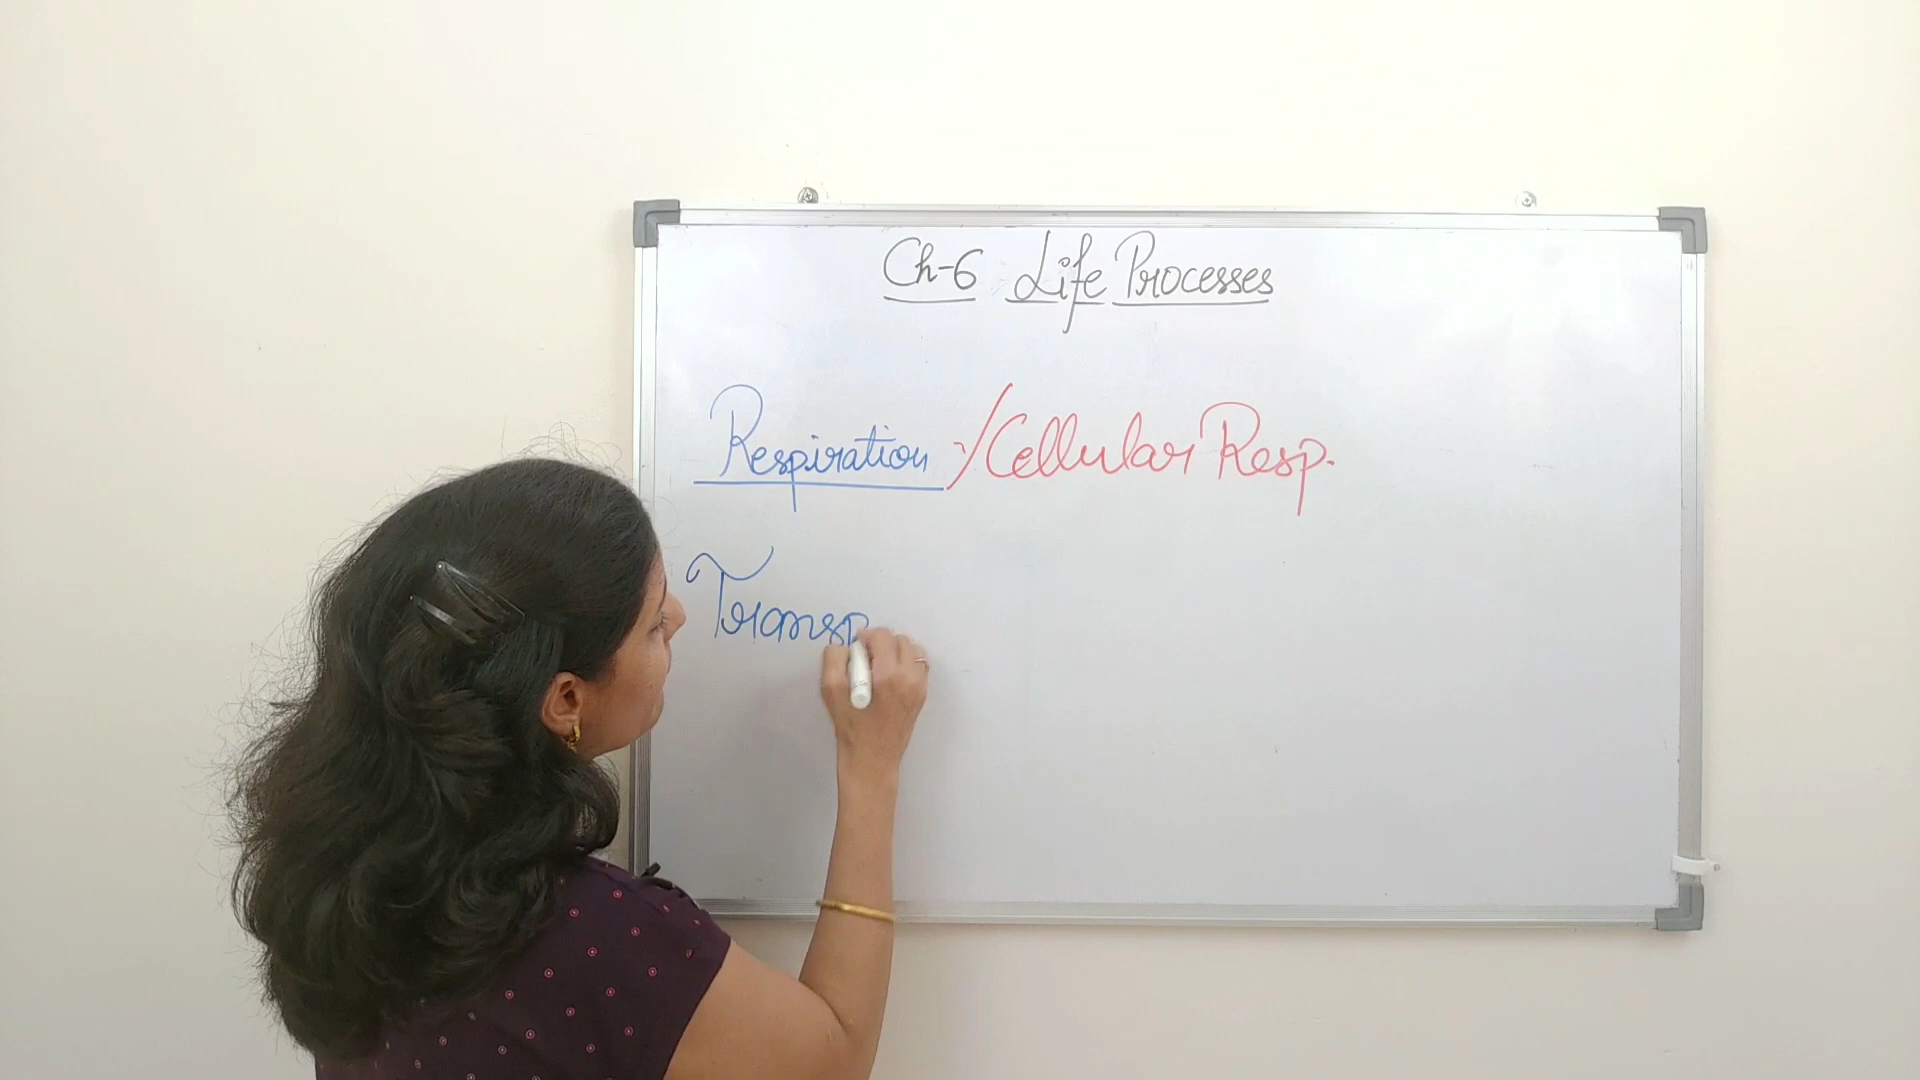 Ch-6 Life Processes
Respiration :/Cellular Resp.
Transp